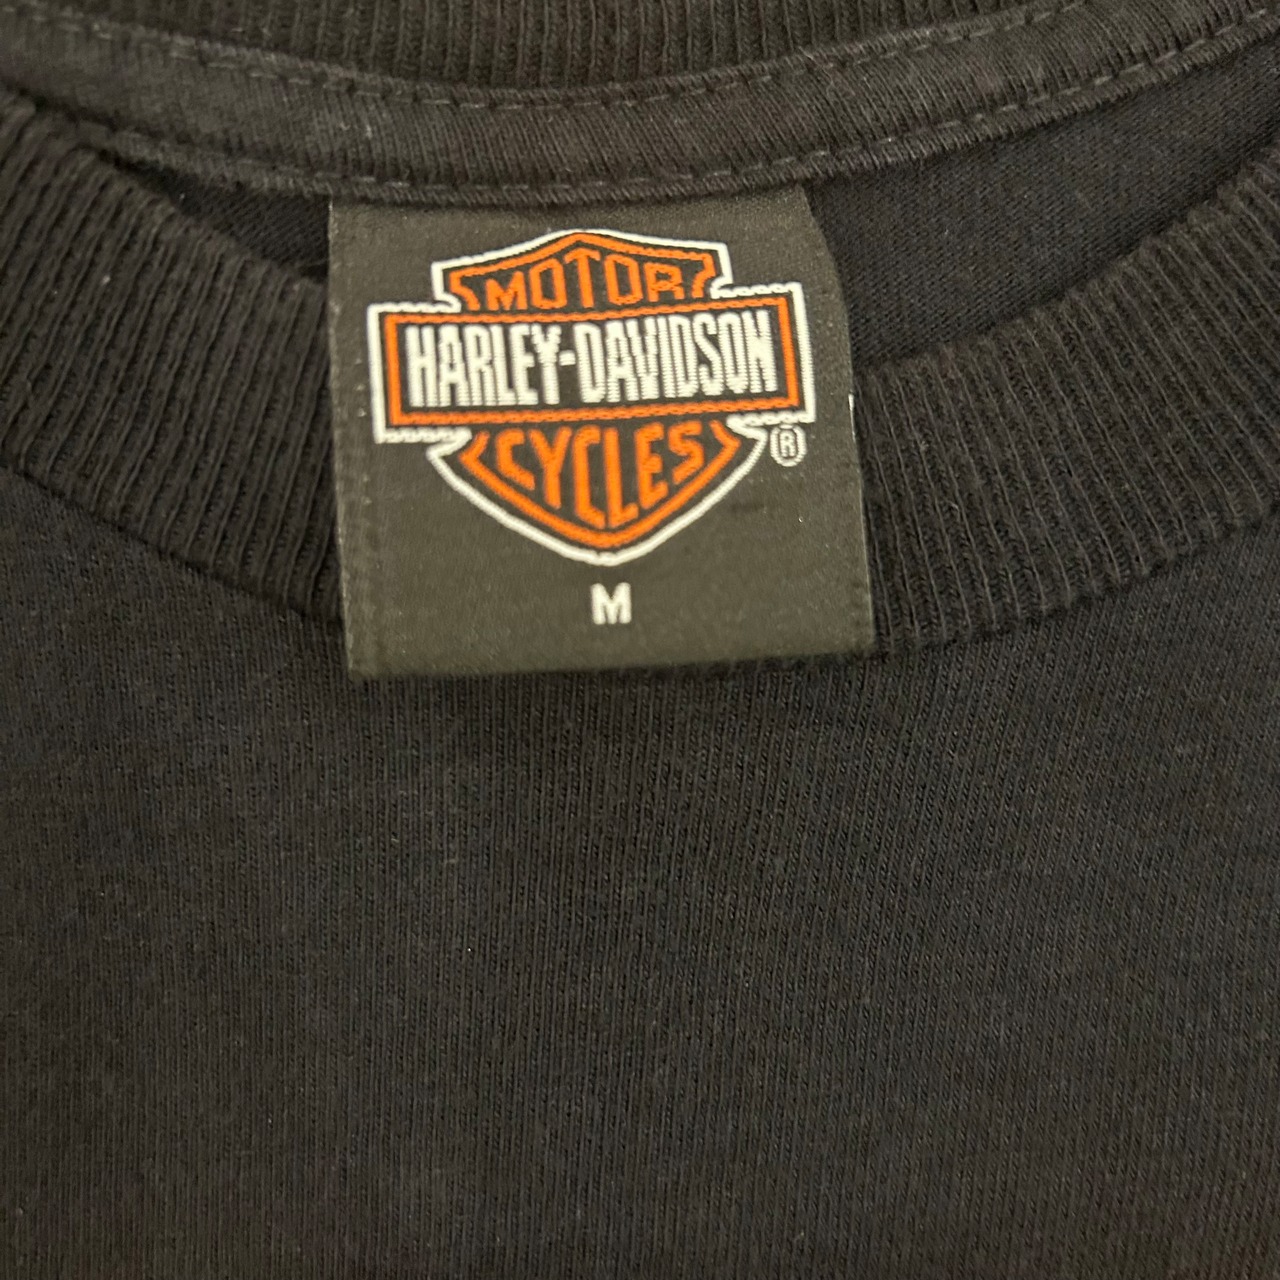 MOTOR
HARLEY-DAVIDSON
CYCLES
®
M